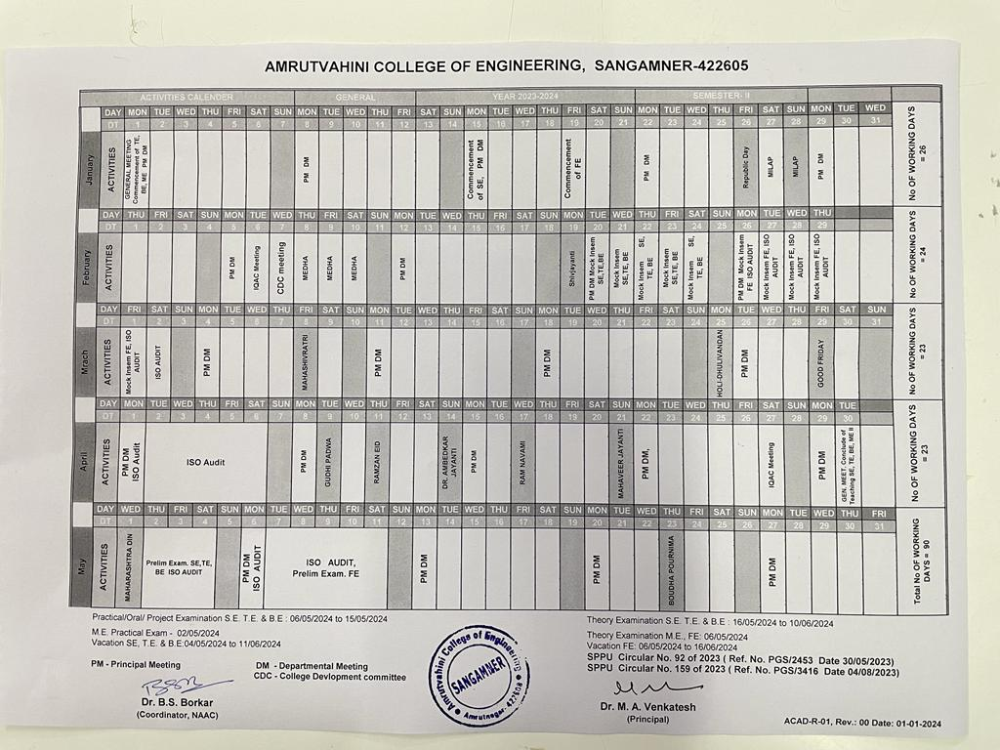 AMRUTVAHINI COLLEGE OF ENGINEERING, SANGAMNER-422605
ACTIVITIES CALENDER GENERAL YEAR 2023-2024 SEMESTER- II
DAY MON TUE WED THU FRI SAT SUN MON TUE WED THU FRI SAT SUN MON TUE WED THU FRI SAT SUN MON TUE WED THU FRI SAT SUN MON TUE WED
DT 1 2 3 4 5 6 7 8 9 10 11 12 13 14 15 16 17 18 19 20 21 22 23 24 25 26 27 28 29 30 31
January
ACTIVITIES
GENERAL MEETING
Commencement of TE,
BE, ME PM DM
PM DM
Commencement
of SE, PM DM
Commencement
of FE
PM DM
Republic Day
MILAP
MILAP
PM DM
No OF WORKING DAYS
= 26
DAY THU FRI SAT SUN MON TUE WED THU FRI SAT SUN MON TUE WED THU FRI SAT SUN MON TUE WED THU FRI SAT SUN MON TUE WED THU
DT 1 2 3 4 5 6 7 8 9 10 11 12 13 14 15 16 17 18 19 20 21 22 23 24 25 26 27 28 29
February
ACTIVITIES
PM DM
IQAC Meeting
CDC meeting
MEDHA
MEDHA
MEDHA
PM DM
Shivjayanti
PM DM Mock Insem
SE,TE,BE
Mock Insem
SE,TE, BE
Mock Insem SE,
TE, BE
Mock Insem
SE,TE, BE
Mock Insem SE,
TE, BE
PM DM Mock Insem
FE ISO AUDIT
Mock Insem FE, ISO
AUDIT
Mock Insem FE, ISO
AUDIT
Mock Insem FE, ISO
AUDIT
No OF WORKING DAYS
= 24
DAY FRI SAT SUN MON TUE WED THU FRI SAT SUN MON TUE WED THU FRI SAT SUN MON TUE WED THU FRI SAT SUN MON TUE WED THU FRI SAT SUN
DT 1 2 3 4 5 6 7 8 9 10 11 12 13 14 15 16 17 18 19 20 21 22 23 24 25 26 27 28 29 30 31
Mrach
ACTIVITIES
Mock Insem FE, ISO
AUDIT
ISO AUDIT
PM DM
MAHASHIVRATRI
PM DM
PM DM
HOLI-DHULIVANDAN
PM DM
GOOD FRIDAY
No OF WORKING DAYS
= 23
DAY MON TUE WED THU FRI SAT SUN MON TUE WED THU FRI SAT SUN MON TUE WED THU FRI SAT SUN MON TUE WED THU FRI SAT SUN MON TUE
DT 1 2 3 4 5 6 7 8 9 10 11 12 13 14 15 16 17 18 19 20 21 22 23 24 25 26 27 28 29 30
April
ACTIVITIES
PM DM
ISO Audit
ISO Audit
PM DM
GUDHI PADWA
RAMZAN EID
DR. AMBEDKAR
JAYANTI
PM DM
RAM NAVAMI
MAHAVEER JAYANTI
PM DM,
IQAC Meeting
PM DM
GEN. MEET. Conclude of
Teaching SE, TE, BE, ME II
No OF WORKING DAYS
= 23
DAY WED THU FRI SAT SUN MON TUE WED THU FRI SAT SUN MON TUE WED THU FRI SAT SUN MON TUE WED THU FRI SAT SUN MON TUE WED THU FRI
DT 1 2 3 4 5 6 7 8 9 10 11 12 13 14 15 16 17 18 19 20 21 22 23 24 25 26 27 28 29 30 31
May
ACTIVITIES
MAHARASHTRA DIN
Prelim Exam. SE,TE,
BE ISO AUDIT
PM DM
ISO AUDIT
ISO AUDIT,
Prelim Exam. FE
PM DM
PM DM
BOUDHA POURNIMA
PM DM
Total No OF WORKING
DAYS = 90
Practical/Oral/ Project Examination S.E. T.E. & B.E : 06/05/2024 to 15/05/2024
M.E. Practical Exam - 02/05/2024
Vacation SE, T.E. & B.E:04/05/2024 to 11/06/2024
PM - Principal Meeting
DM - Departmental Meeting
CDC - College Devlopment committee
Dr. B.S. Borkar
(Coordinator, NAAC)
Amrutvahini College of Engineering
SANGAMNER
Amrutnagar-422608
Theory Examination S.E. T.E. & B.E : 16/05/2024 to 10/06/2024
Theory Examination M.E., FE: 06/05/2024
Vacation FE: 06/05/2024 to 16/06/2024
SPPU Circular No. 92 of 2023 ( Ref. No. PGS/2453 Date 30/05/2023)
SPPU Circular No. 159 of 2023 ( Ref. No. PGS/3416 Date 04/08/2023)
Dr. M. A. Venkatesh
(Principal)
ACAD-R-01, Rev.: 00 Date: 01-01-2024